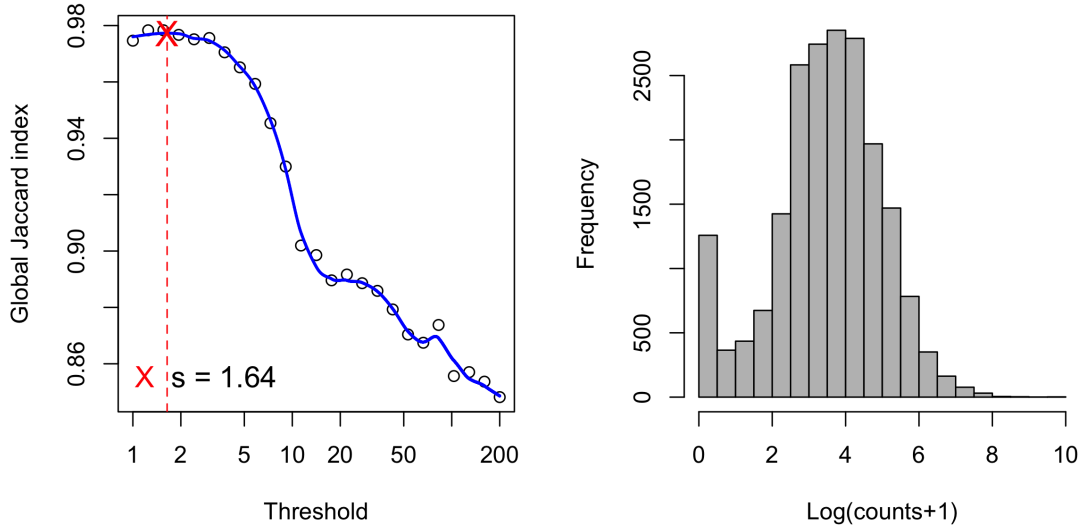 Global Jaccard index
0.98
0.94
0.90
0.86
X s = 1.64
1 2 5 10 20 50 200
Threshold
Frequency
2500
1500
500
0
0 2 4 6 8 10
Log(counts+1)